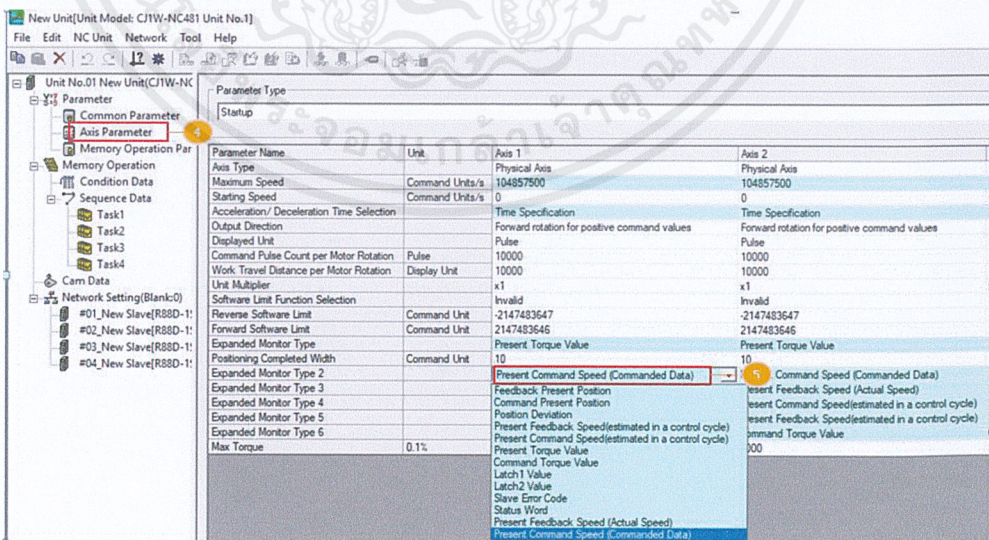 New Unit[Unit Model: CJ1W-NC481 Unit No.1]
File Edit NC Unit Network Tool Help
Unit No.01 New Unit(CJ1W-NC
Parameter
Common Parameter
Axis Parameter
4
Memory Operation Par
Memory Operation
Condition Data
Sequence Data
Task1
Task2
Task3
Task4
Cam Data
Network Setting(Blank:0)
#01_New Slave[R88D-1
#02_New Slave[R88D-1
#03_New Slave[R88D-1
#04_New Slave[R88D-1
Parameter Type
Startup
Parameter Name Unit Axis 1 Axis 2
Axis Type Physical Axis Physical Axis
Maximum Speed Command Units/s 104857500 104857500
Starting Speed Command Units/s 0 0
Acceleration/ Deceleration Time Selection Time Specification Time Specification
Output Direction Forward rotation for positive command values Forward rotation for positive command values
Displayed Unit Pulse Pulse
Command Pulse Count per Motor Rotation Pulse 10000 10000
Work Travel Distance per Motor Rotation Display Unit 10000 10000
Unit Multiplier x1 x1
Software Limit Function Selection Invalid Invalid
Reverse Software Limit Command Unit -2147483647 -2147483647
Forward Software Limit Command Unit 2147483646 2147483646
Expanded Monitor Type Present Torque Value Present Torque Value
Positioning Completed Width Command Unit 10 10
Expanded Monitor Type 2 Present Command Speed (Commanded Data) 5 Command Speed (Commanded Data)
Expanded Monitor Type 3 resent Feedback Speed (Actual Speed)
Expanded Monitor Type 4 resent Command Speed(estimated in a control cycle)
Expanded Monitor Type 5 resent Feedback Speed(estimated in a control cycle)
Expanded Monitor Type 6 ommand Torque Value
Max Torque 0.1% 000
Feedback Present Position
Command Present Position
Position Deviation
Present Feedback Speed(estimated in a control cycle)
Present Command Speed(estimated in a control cycle)
Present Torque Value
Command Torque Value
Latch1 Value
Latch2 Value
Slave Error Code
Status Word
Present Feedback Speed (Actual Speed)
Present Command Speed (Commanded Data)